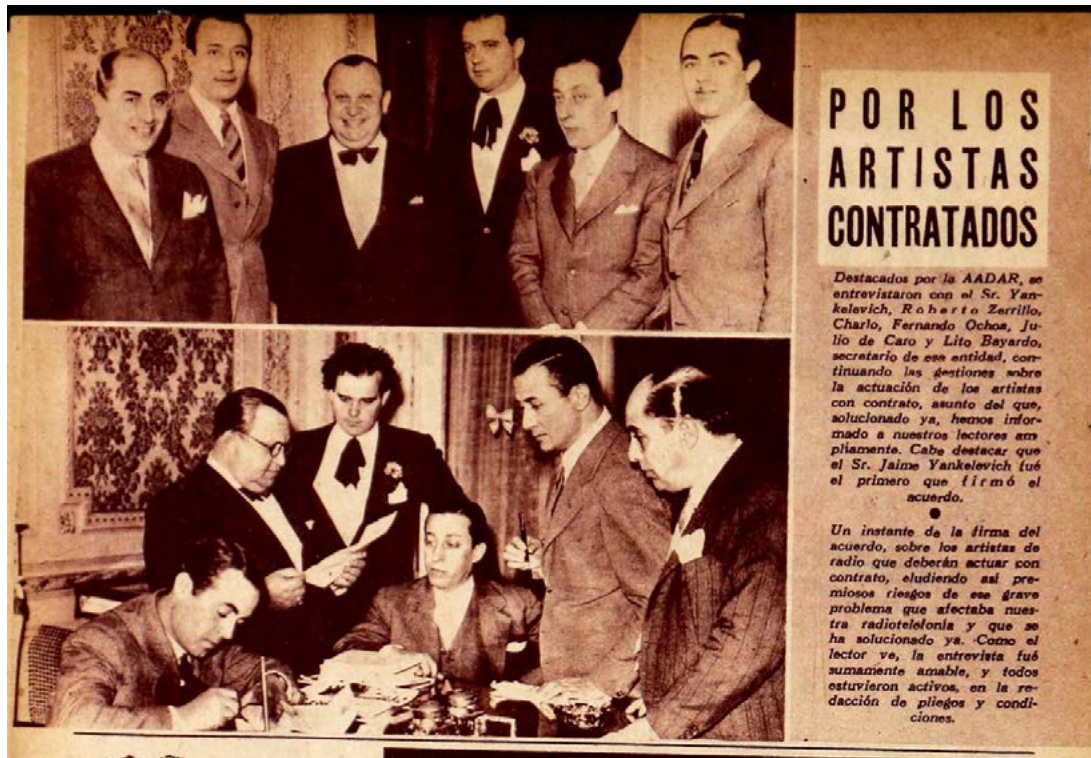 POR LOS
ARTISTAS
CONTRATADOS
Destacados por la AADAR, se
entrevistaron con el Sr. Yan-
kelevich, Roberto Zerrillo,
Charlo, Fernando Ochoa, Ju-
lio de Caro y Lito Bayardo,
secretario de esa entidad, con-
tinuando las gestiones sobre
la actuación de los artistas
con contrato, asunto del que,
solucionado ya, hemos infor-
mado a nuestros lectores am
pliamente. Cabe destacar que
el Sr. Jaime Yankelevich fué
el primero que firmó el
acuerdo.
Un instante de la firma del
acuerdo, sobre los artistas de
radio que deberán actuar con
contrato, eludiendo así pre-
miosos riesgos de ese grave
problema que afectaba nues-
tra radiotelefonía y que se
ha solucionado ya. Como el
lector ve, la entrevista fué
sumamente amable, y todos
estuvieron activos, en la re-
dacción de pliegos y condi-
ciones.